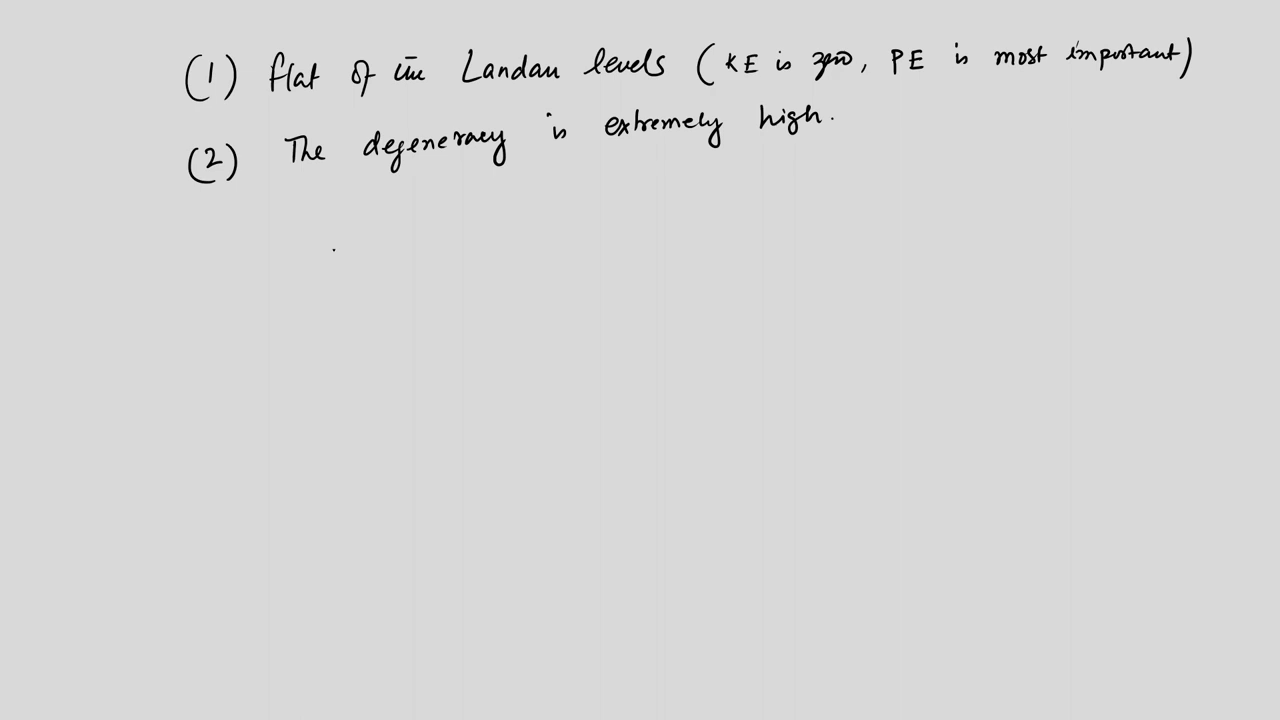 (1) flat of the Landau levels (KE is zero, PE is most important)
(2) The degeneracy is extremely high.